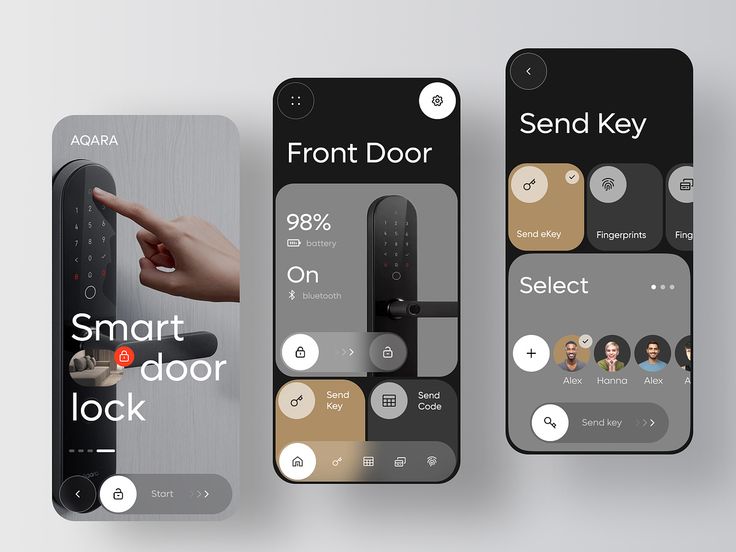 AQARA
Smart
door
lock
Start
Front Door
98%
battery
On
bluetooth
Send
Key
Send
Code
Send Key
Send eKey
Fingerprints
Fing
Select
Alex
Hanna
Alex
A
Send key